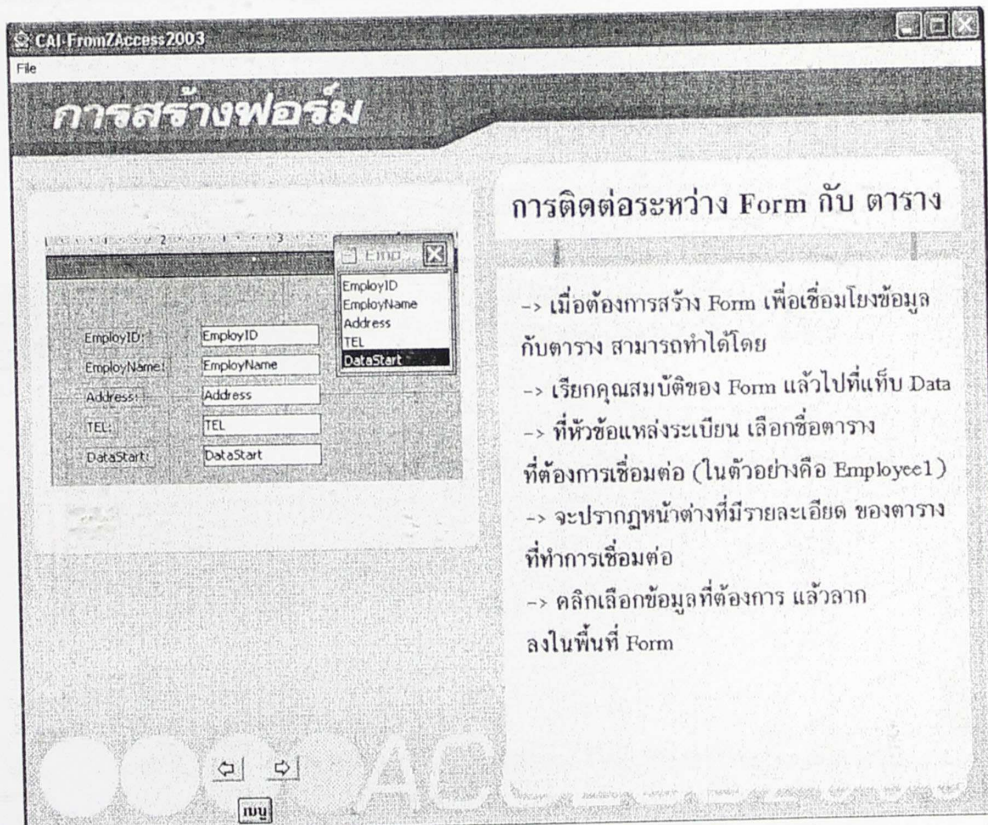 CAI-FromZAccess2003
File
การสร้างฟอร์ม
การติดต่อระหว่าง Form กับ ตาราง
2 1 3
Emp
EmployID
EmployName
Address
TEL
DataStart
EmployID: EmployID
EmployName: EmployName
Address: Address
TEL: TEL
DataStart: DataStart
-> เมื่อต้องการสร้าง Form เพื่อเชื่อมโยงข้อมูล
กับตาราง สามารถทำได้โดย
-> เรียกคุณสมบัติของ Form แล้วไปที่แท็บ Data
-> ที่หัวข้อแหล่งระเบียน เลือกชื่อตาราง
ที่ต้องการเชื่อมต่อ (ในตัวอย่างคือ Employee1)
-> จะปรากฏหน้าต่างที่มีรายละเอียด ของตาราง
ที่ทำการเชื่อมต่อ
-> คลิกเลือกข้อมูลที่ต้องการ แล้วลาก
ลงในพื้นที่ Form
เมนู